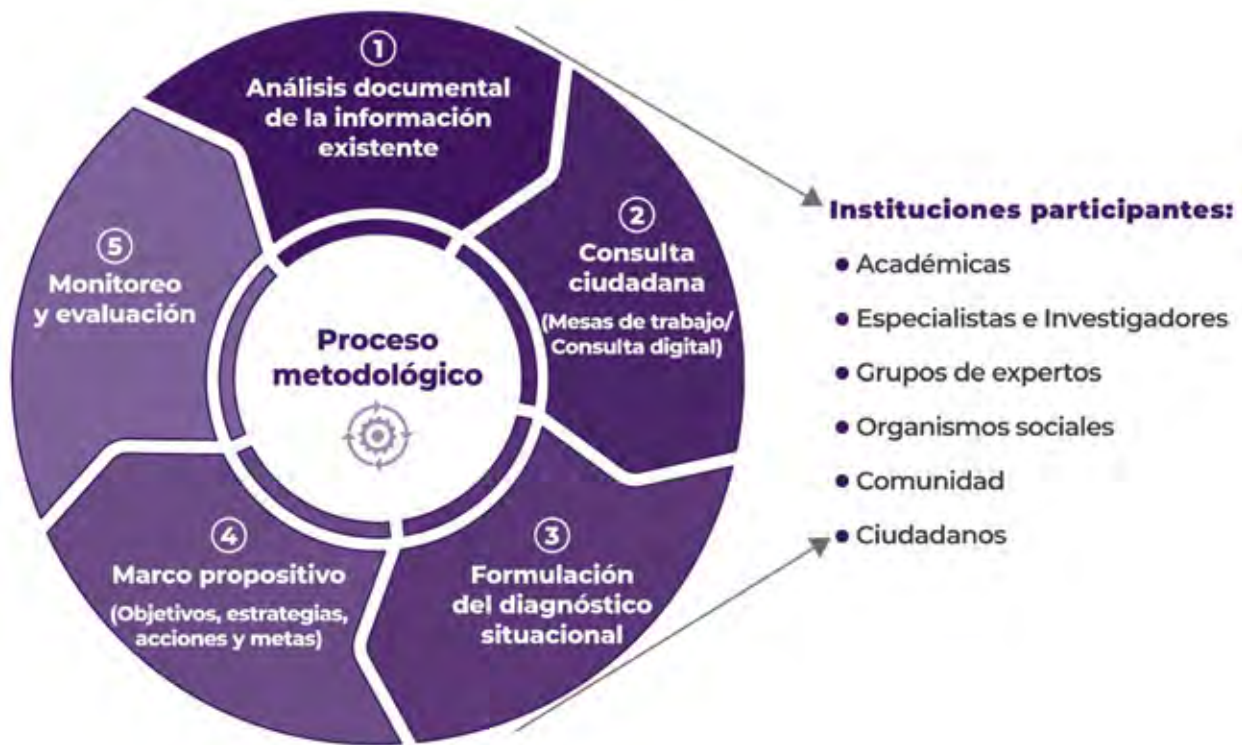 1
Análisis documental
de la información
existente
2
Consulta
ciudadana
(Mesas de trabajo/
Consulta digital)
3
Formulación
del diagnóstico
situacional
4
Marco propositivo
(Objetivos, estrategias,
acciones y metas)
5
Monitoreo
y evaluación
Proceso
metodológico
Instituciones participantes:
• Académicas
• Especialistas e Investigadores
• Grupos de expertos
• Organismos sociales
• Comunidad
• Ciudadanos